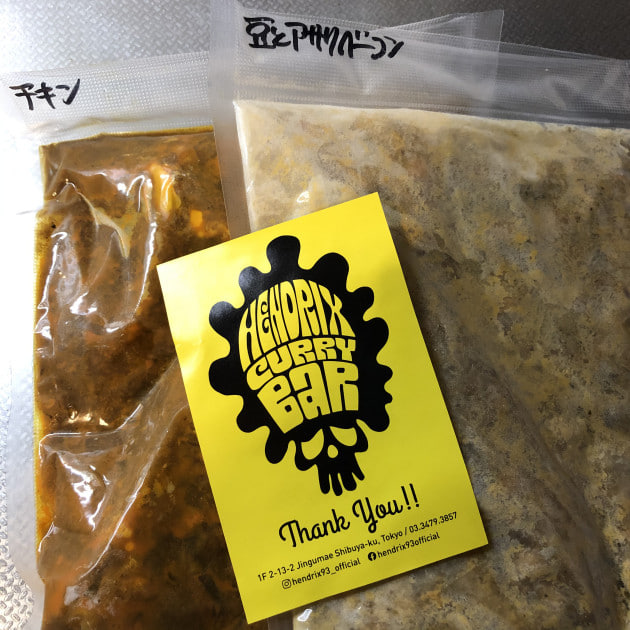 チキン
豆とアサリベーコン
HENDRIX
CURRY
BAR
Thank You!!
1F 2-13-2 Jingumae Shibuya-ku, Tokyo / 03.3479.3857
hendrix93_official hendrix93official